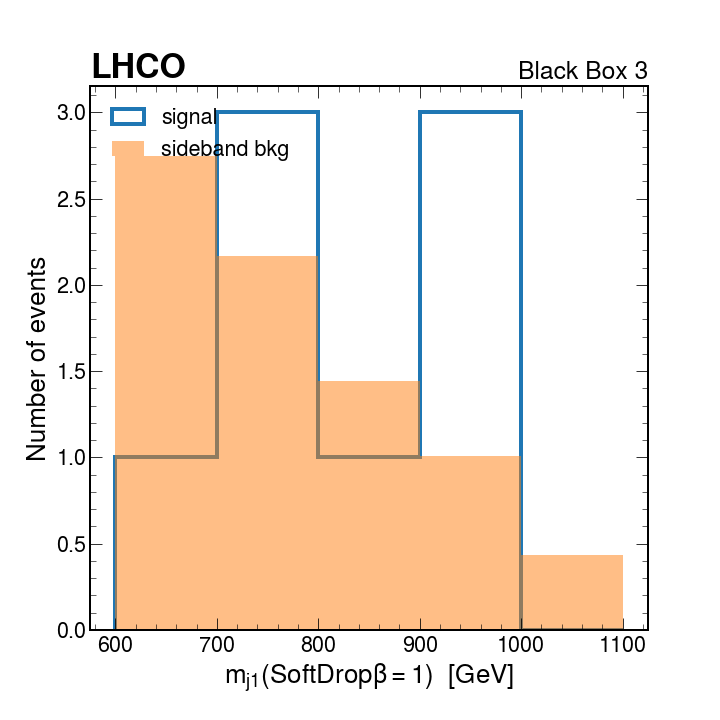 LHCO
Black Box 3
signal
sideband bkg
Number of events
3.0
2.5
2.0
1.5
1.0
0.5
0.0
600 700 800 900 1000 1100
m_j1(SoftDropβ = 1) [GeV]